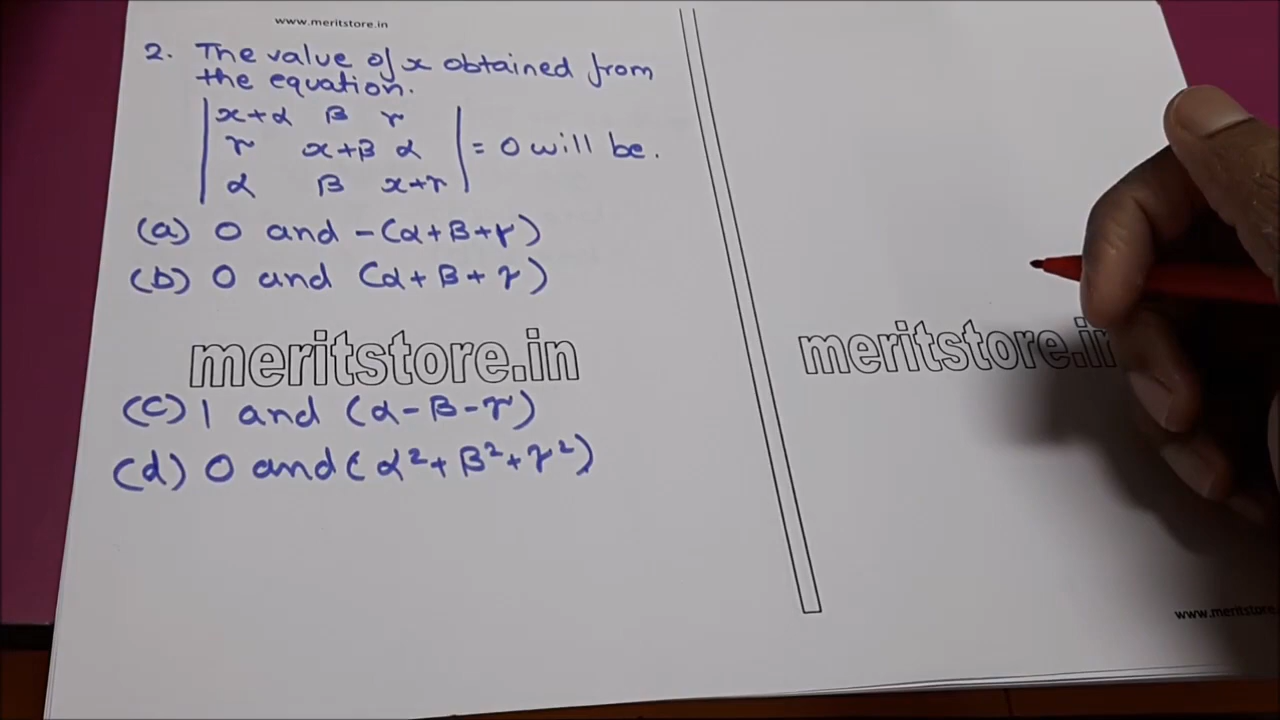 www.meritstore.in
2. The value of x obtained from
the equation.
| x+α β γ |
| γ x+β α | = 0 will be.
| α β x+γ |
(a) 0 and -(α+β+γ)
(b) 0 and (α+β+γ)
meritstore.in
(c) 1 and (α-β-γ)
(d) 0 and (α²+β²+γ²)
meritstore.in
www.meritstore